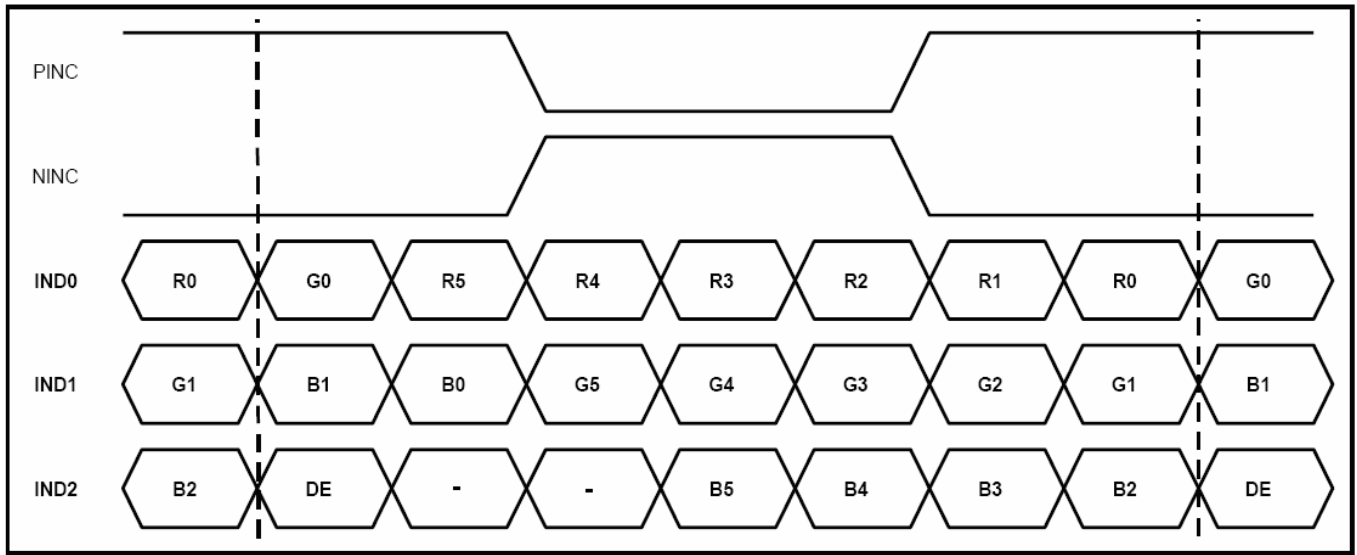 PINC
NINC
IND0 R0 G0 R5 R4 R3 R2 R1 R0 G0
IND1 G1 B1 B0 G5 G4 G3 G2 G1 B1
IND2 B2 DE - - B5 B4 B3 B2 DE